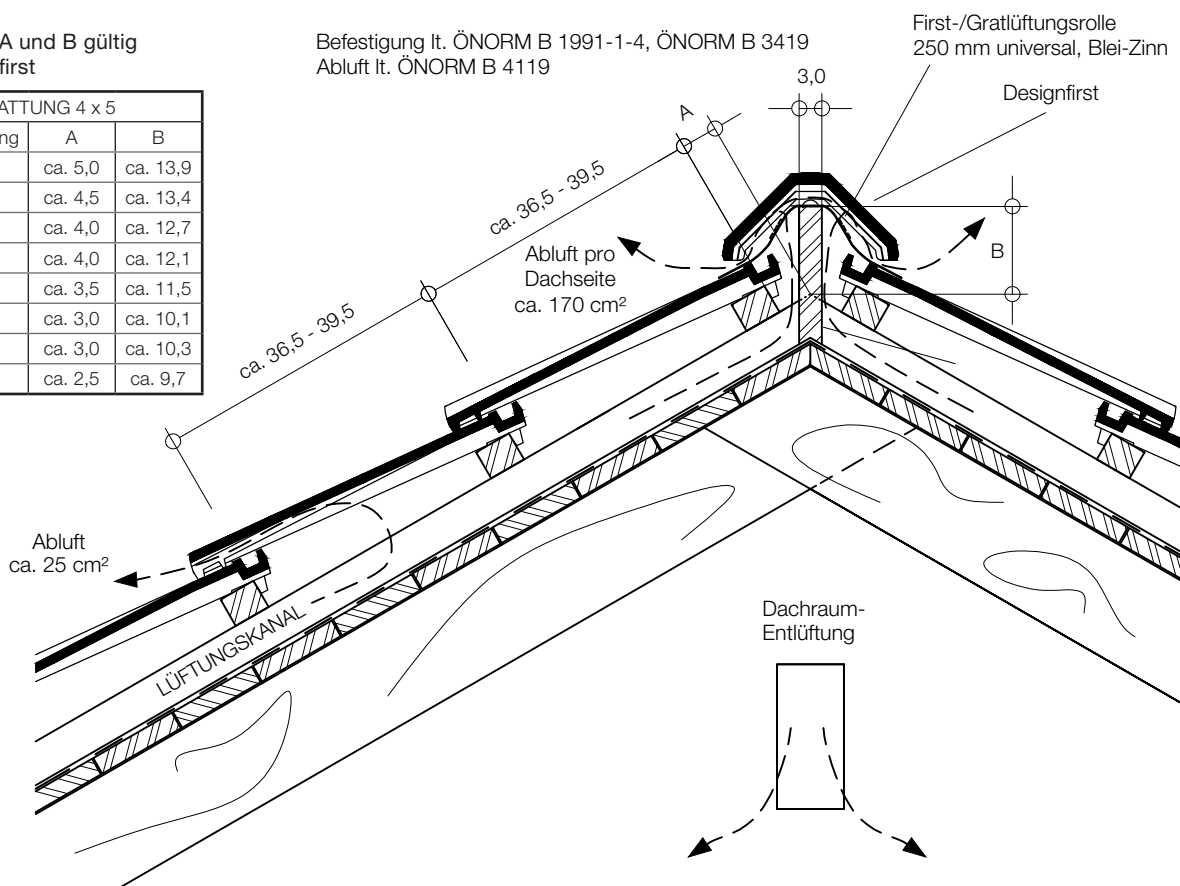 A und B gültig
first
Befestigung lt. ÖNORM B 1991-1-4, ÖNORM B 3419
Abluft lt. ÖNORM B 4119
First-/Gratlüftungsrolle
250 mm universal, Blei-Zinn
Designfirst
3,0
A
B
ATTUNG 4 x 5
ng A B
ca. 5,0 ca. 13,9
ca. 4,5 ca. 13,4
ca. 4,0 ca. 12,7
ca. 4,0 ca. 12,1
ca. 3,5 ca. 11,5
ca. 3,0 ca. 10,1
ca. 3,0 ca. 10,3
ca. 2,5 ca. 9,7
ca. 36,5 - 39,5
ca. 36,5 - 39,5
Abluft pro
Dachseite
ca. 170 cm²
Abluft
ca. 25 cm²
LÜFTUNGSKANAL
Dachraum-
Entlüftung